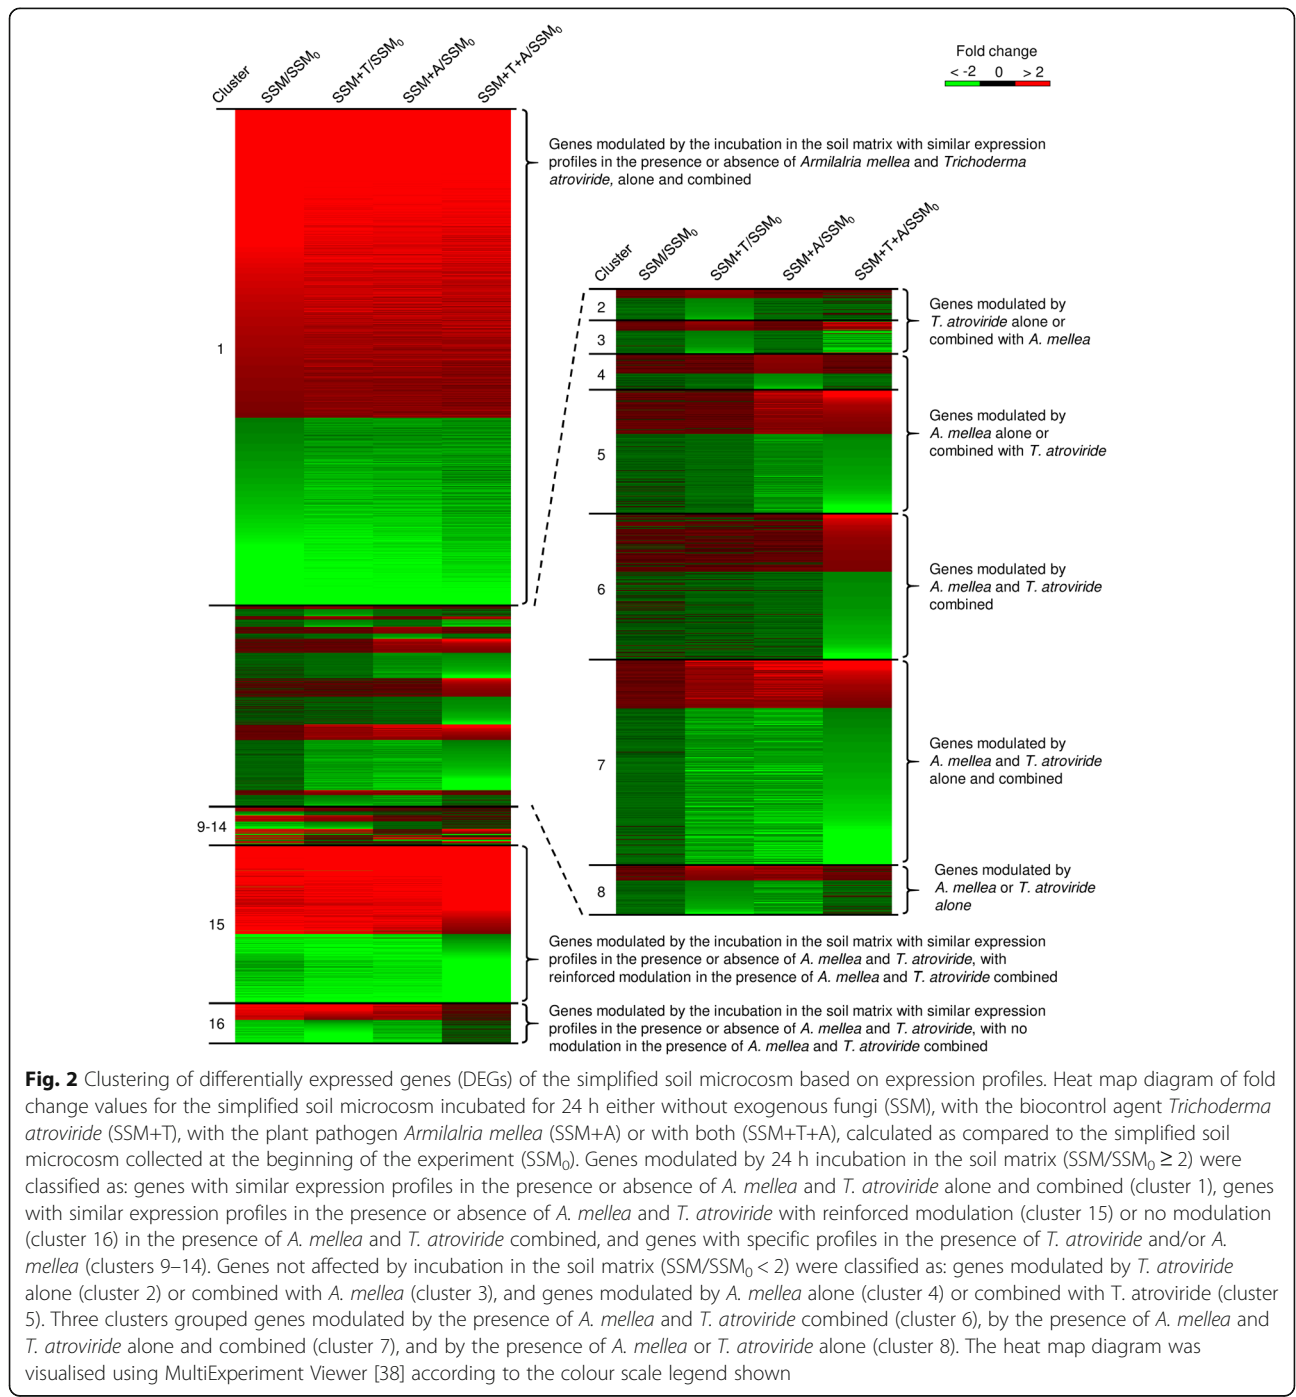 Cluster
SSM/SSM0
SSM+T/SSM0
SSM+A/SSM0
SSM+T+A/SSM0
Fold change
< -2 0 > 2
Genes modulated by the incubation in the soil matrix with similar expression
profiles in the presence or absence of Armilalria mellea and Trichoderma
atroviride, alone and combined
1
Cluster
SSM/SSM0
SSM+T/SSM0
SSM+A/SSM0
SSM+T+A/SSM0
2
3
Genes modulated by
T. atroviride alone or
combined with A. mellea
4
5
Genes modulated by
A. mellea alone or
combined with T. atroviride
6
Genes modulated by
A. mellea and T. atroviride
combined
7
Genes modulated by
A. mellea and T. atroviride
alone and combined
8
Genes modulated by
A. mellea or T. atroviride
alone
9-14
15
Genes modulated by the incubation in the soil matrix with similar expression
profiles in the presence or absence of A. mellea and T. atroviride, with
reinforced modulation in the presence of A. mellea and T. atroviride combined
16
Genes modulated by the incubation in the soil matrix with similar expression
profiles in the presence or absence of A. mellea and T. atroviride, with no
modulation in the presence of A. mellea and T. atroviride combined
Fig. 2 Clustering of differentially expressed genes (DEGs) of the simplified soil microcosm based on expression profiles. Heat map diagram of fold
change values for the simplified soil microcosm incubated for 24 h either without exogenous fungi (SSM), with the biocontrol agent Trichoderma
atroviride (SSM+T), with the plant pathogen Armilalria mellea (SSM+A) or with both (SSM+T+A), calculated as compared to the simplified soil
microcosm collected at the beginning of the experiment (SSM0). Genes modulated by 24 h incubation in the soil matrix (SSM/SSM0 ≥ 2) were
classified as: genes with similar expression profiles in the presence or absence of A. mellea and T. atroviride alone and combined (cluster 1), genes
with similar expression profiles in the presence or absence of A. mellea and T. atroviride with reinforced modulation (cluster 15) or no modulation
(cluster 16) in the presence of A. mellea and T. atroviride combined, and genes with specific profiles in the presence of T. atroviride and/or A.
mellea (clusters 9–14). Genes not affected by incubation in the soil matrix (SSM/SSM0 < 2) were classified as: genes modulated by T. atroviride
alone (cluster 2) or combined with A. mellea (cluster 3), and genes modulated by A. mellea alone (cluster 4) or combined with T. atroviride (cluster
5). Three clusters grouped genes modulated by the presence of A. mellea and T. atroviride combined (cluster 6), by the presence of A. mellea and
T. atroviride alone and combined (cluster 7), and by the presence of A. mellea or T. atroviride alone (cluster 8). The heat map diagram was
visualised using MultiExperiment Viewer [38] according to the colour scale legend shown